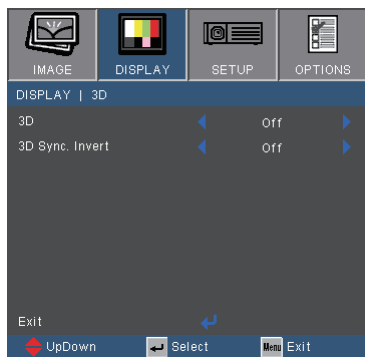 IMAGE DISPLAY SETUP OPTIONS
DISPLAY | 3D
3D Off
3D Sync. Invert Off
Exit
UpDown Select Menu Exit